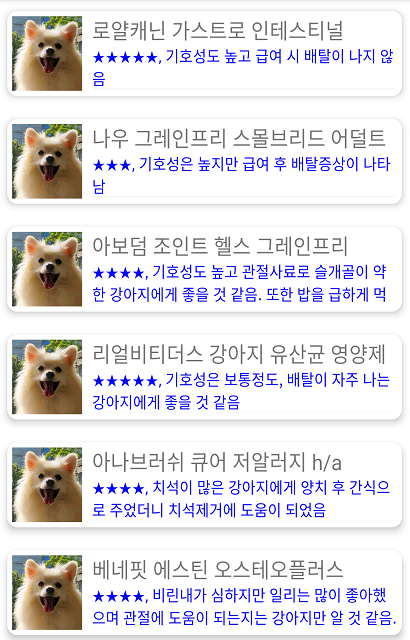 로얄캐닌 가스트로 인테스티널
★★★★★, 기호성도 높고 급여 시 배탈이 나지 않
음
나우 그레인프리 스몰브리드 어덜트
★★★, 기호성은 높지만 급여 후 배탈증상이 나타
남
아보덤 조인트 헬스 그레인프리
★★★★, 기호성도 높고 관절사료로 슬개골이 약
한 강아지에게 좋을 것 같음. 또한 밥을 급하게 먹
리얼비티더스 강아지 유산균 영양제
★★★★★, 기호성은 보통정도, 배탈이 자주 나는
강아지에게 좋을 것 같음
아나브러쉬 큐어 저알러지 h/a
★★★★, 치석이 많은 강아지에게 양치 후 간식으
로 주었더니 치석제거에 도움이 되었음
베네핏 에스틴 오스테오플러스
★★★★, 비린내가 심하지만 일리는 많이 좋아했
으며 관절에 도움이 되는지는 강아지만 알 것 같음.